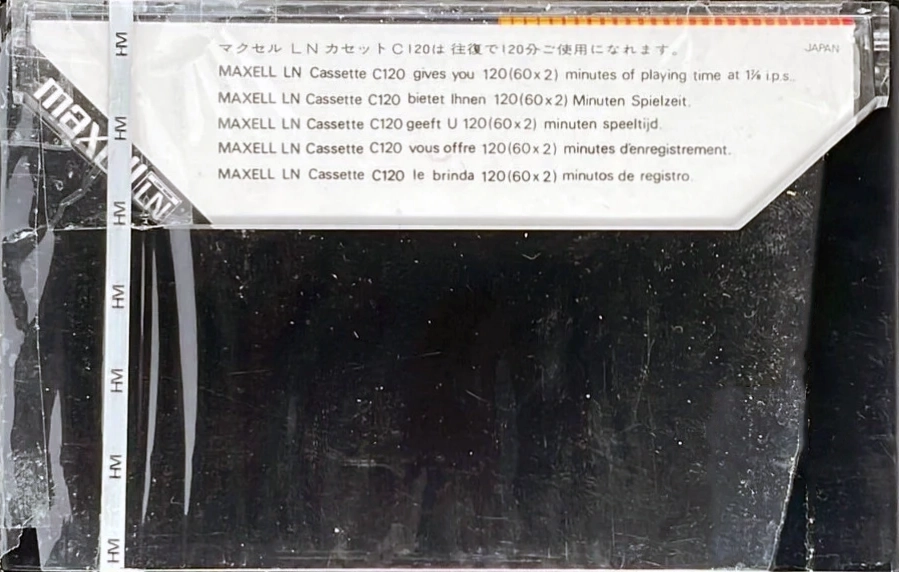 マクセル LN カセットC120は 往復で120分ご使用になれます。
JAPAN
MAXELL LN Cassette C120 gives you 120(60x2) minutes of playing time at 1⅞ i.p.s..
MAXELL LN Cassette C120 bietet Ihnen 120(60x2) Minuten Spielzeit.
MAXELL LN Cassette C120 geeft U 120(60x2) minuten speeltijd.
MAXELL LN Cassette C120 vous offre 120(60x2) minutes d'enregistrement.
MAXELL LN Cassette C120 le brinda 120(60x2) minutos de registro.
maxell LN
HM
HM
HM
HM
HM
HM
HM